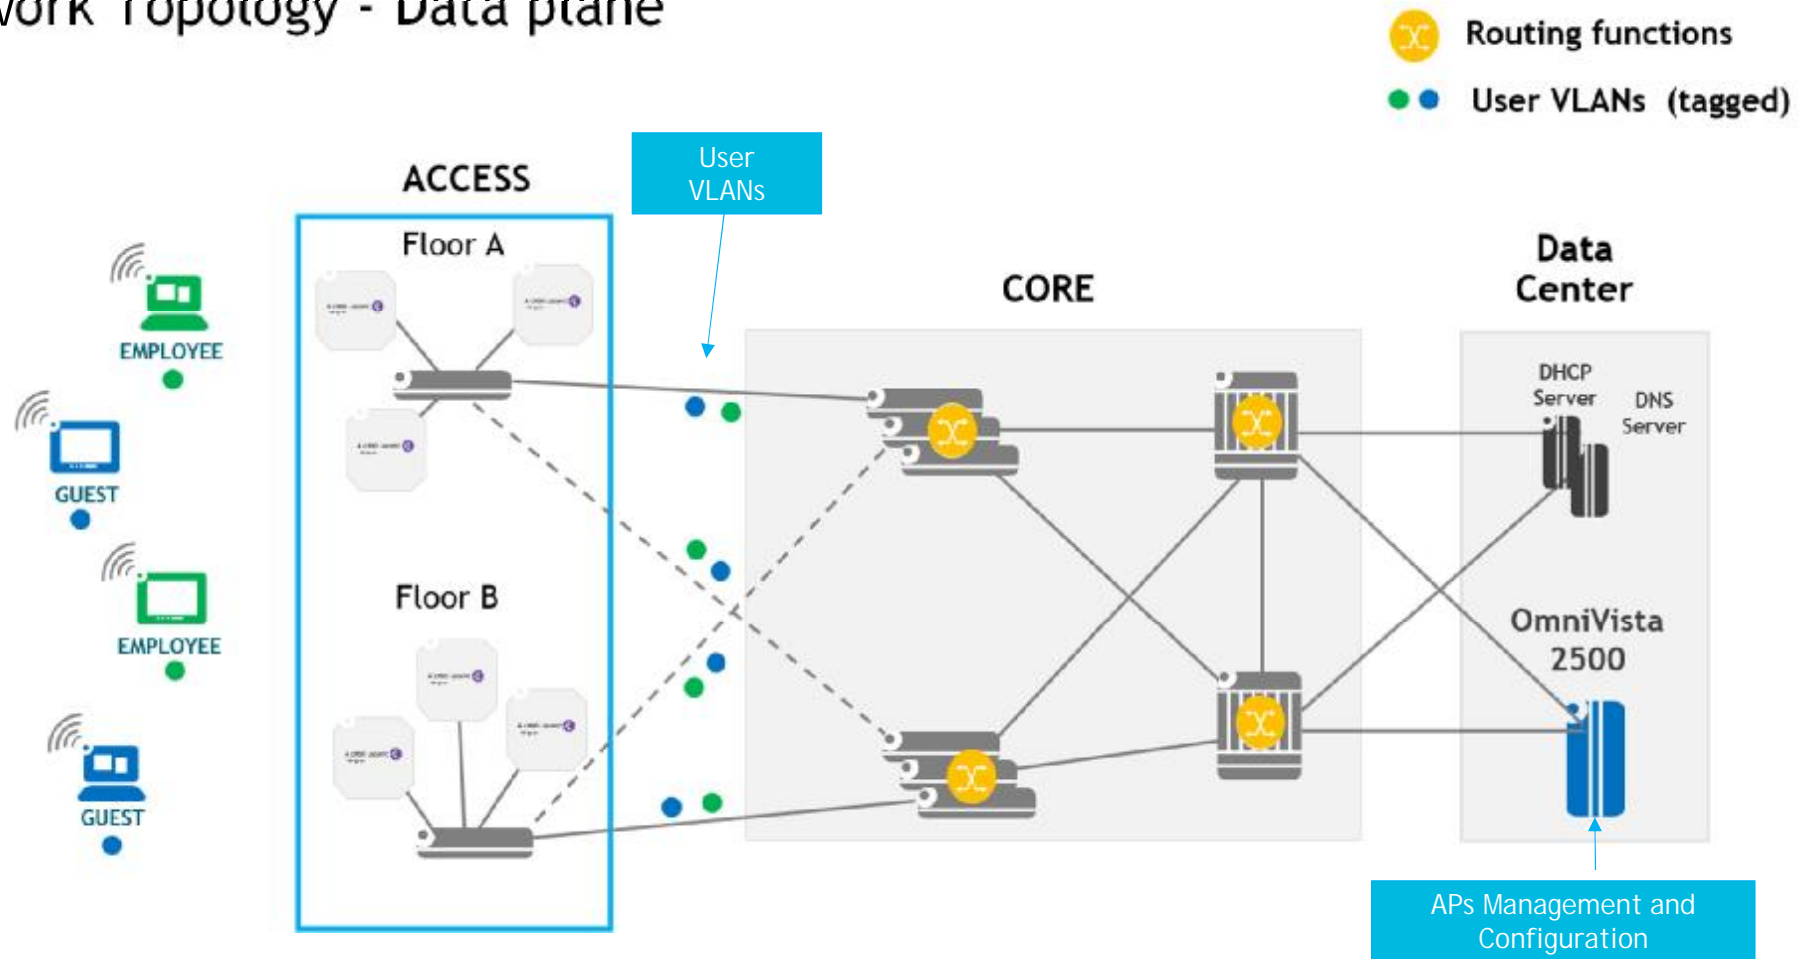 work Topology - Data plane
Routing functions
User VLANs (tagged)
User
VLANs
ACCESS
Floor A
EMPLOYEE
GUEST
EMPLOYEE
GUEST
Floor B
CORE
Data
Center
DHCP
Server
DNS
Server
OmniVista
2500
APs Management and
Configuration